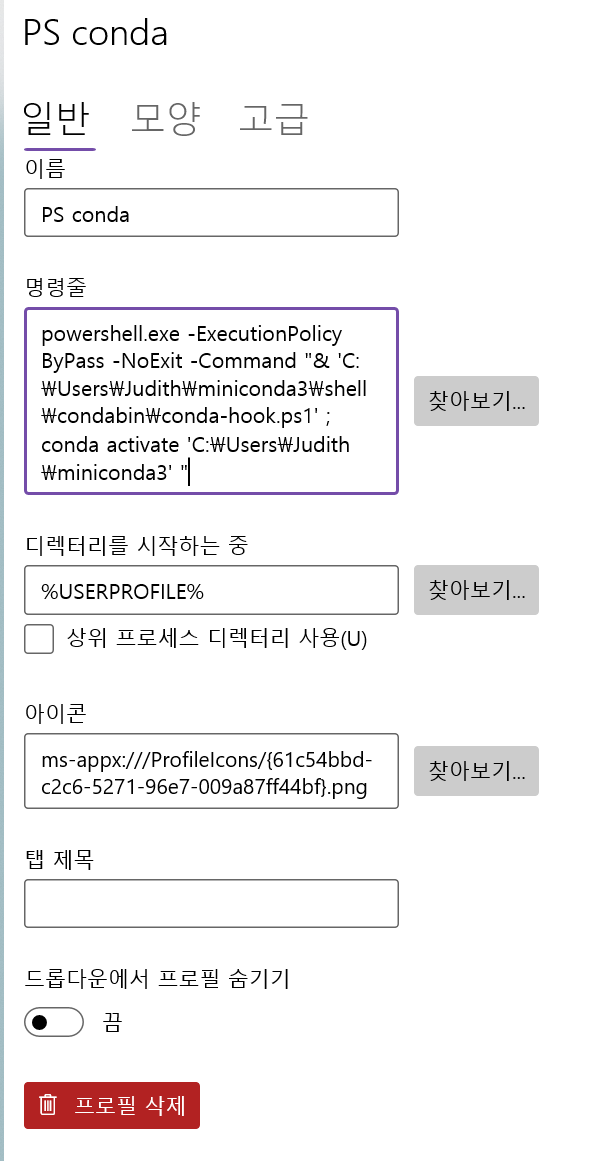 PS conda
일반 모양 고급
이름
PS conda
명령줄
powershell.exe -ExecutionPolicy
ByPass -NoExit -Command "& 'C:
₩Users₩Judith₩miniconda3₩shell
₩condabin₩conda-hook.ps1' ;
conda activate 'C:₩Users₩Judith
₩miniconda3' "
찾아보기...
디렉터리를 시작하는 중
%USERPROFILE%
찾아보기...
상위 프로세스 디렉터리 사용(U)
아이콘
ms-appx:///ProfileIcons/{61c54bbd-
c2c6-5271-96e7-009a87ff44bf}.png
찾아보기...
탭 제목
드롭다운에서 프로필 숨기기
끔
프로필 삭제